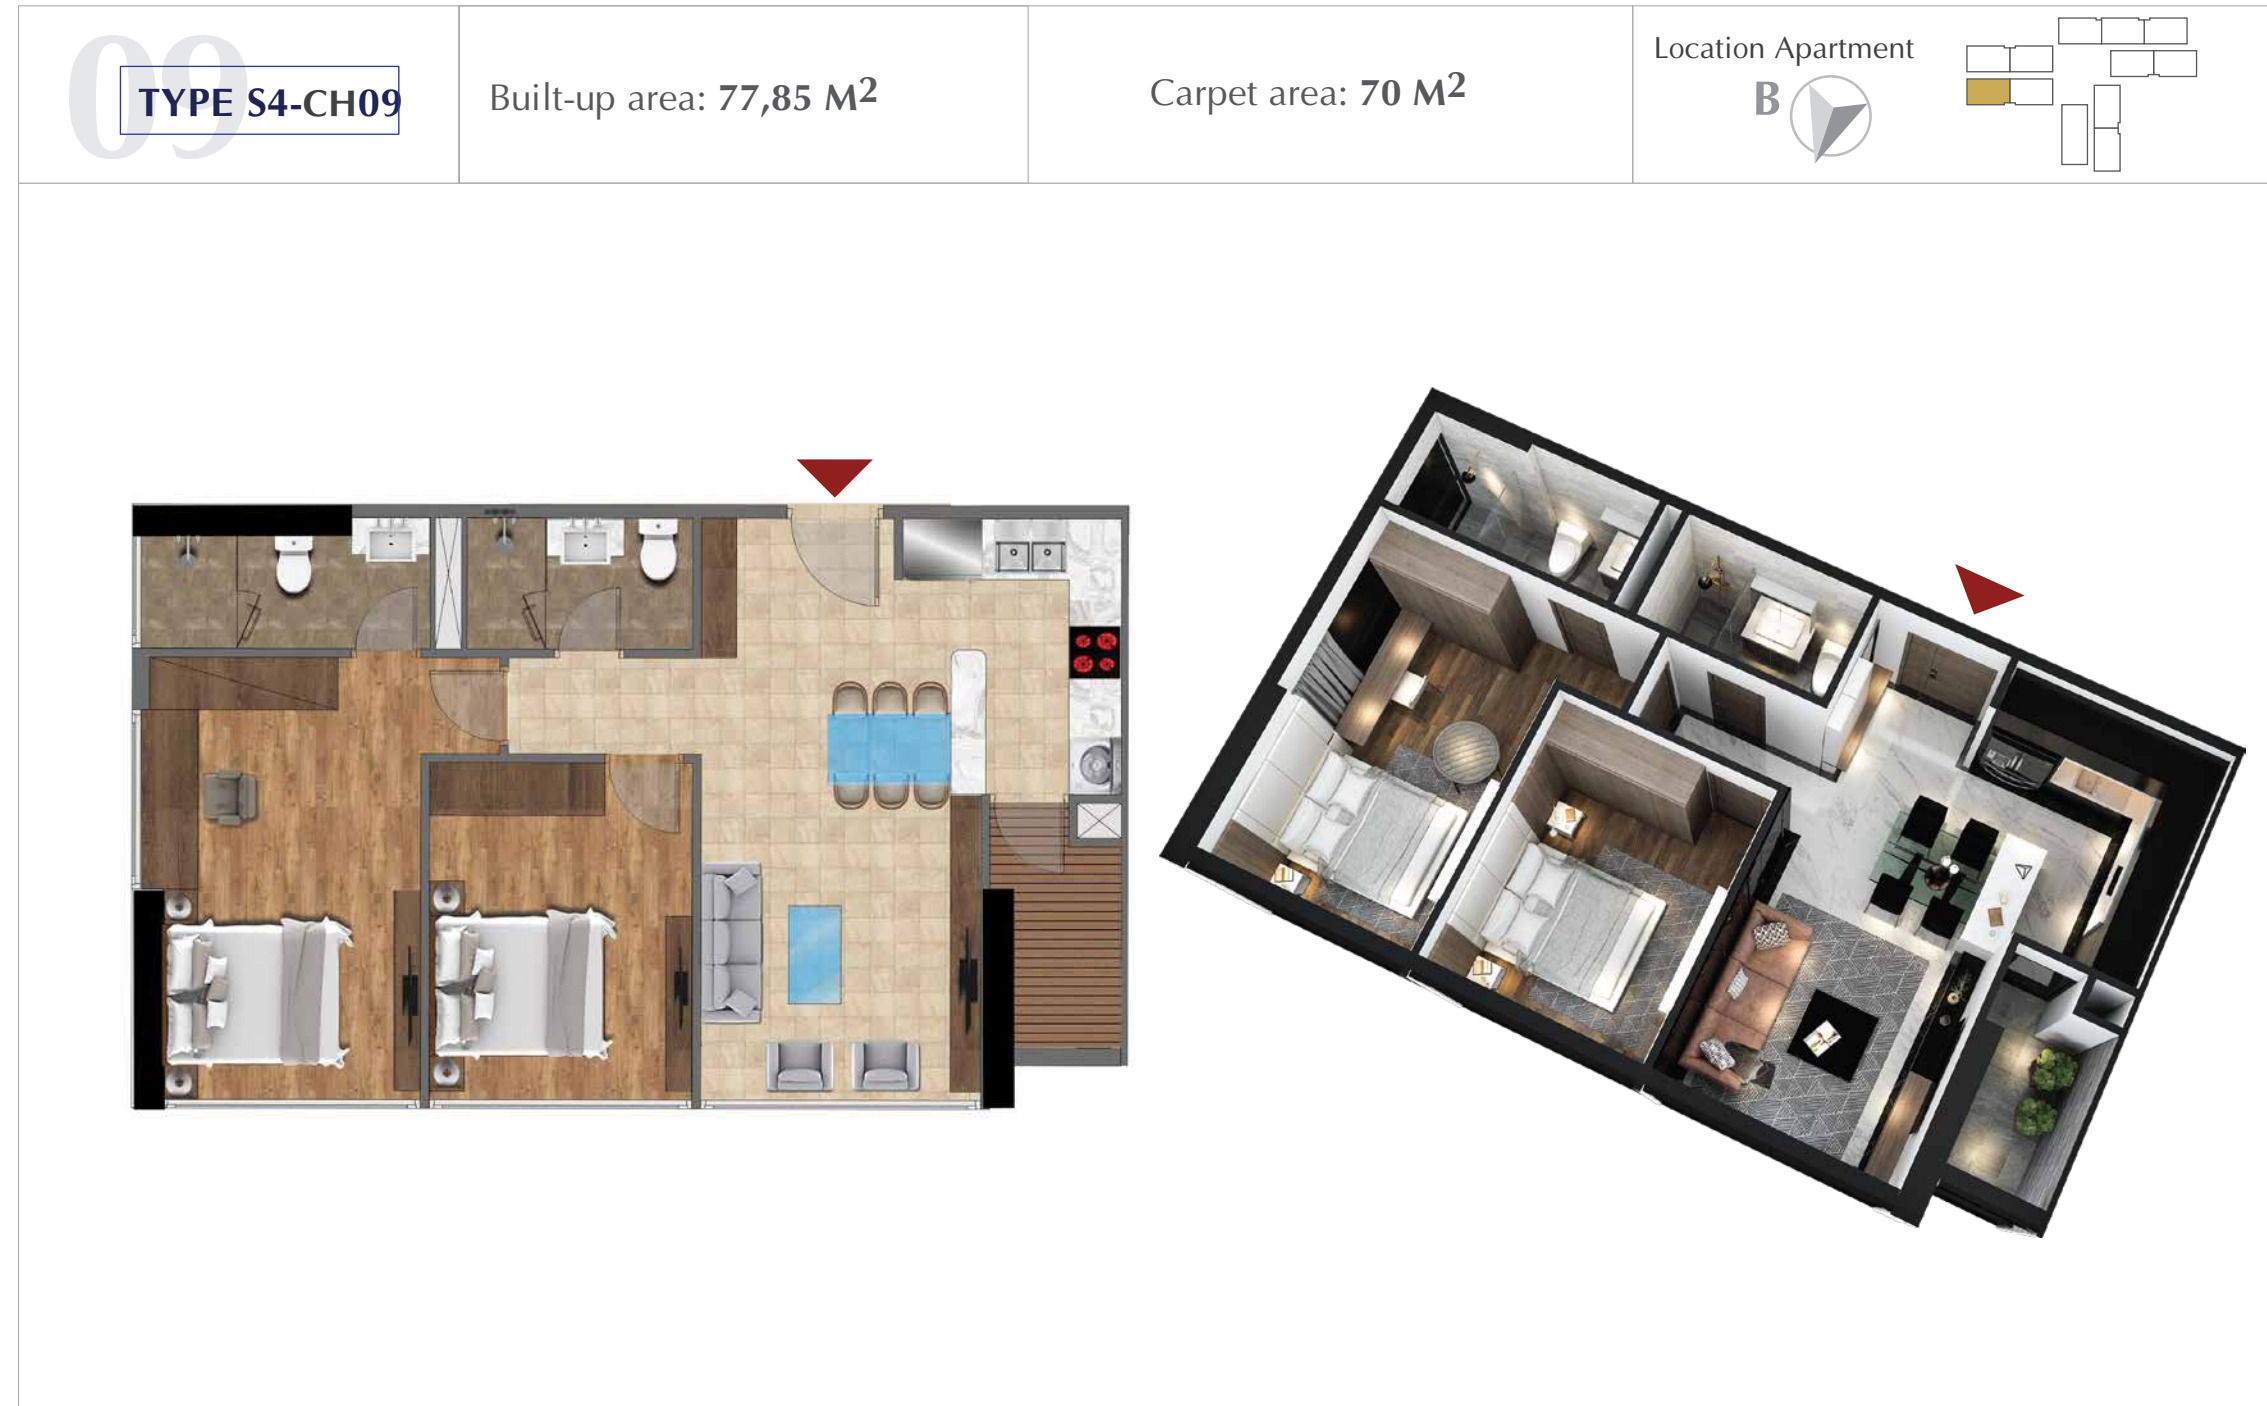 09
TYPE S4-CH09
Built-up area: 77,85 M2
Carpet area: 70 M2
Location Apartment
B